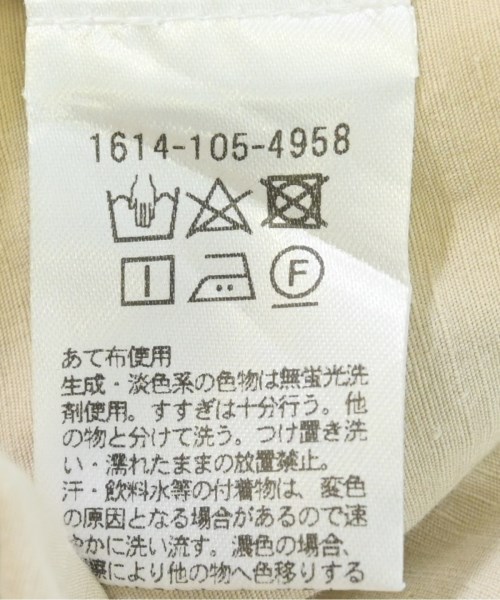 1614-105-4958
F
あて布使用
生成・淡色系の色物は無蛍光洗
剤使用。すすぎは十分行う。他
の物と分けて洗う。つけ置き洗
い・濡れたままの放置禁止。
汗・飲料水等の付着物は、変色
の原因となる場合があるので速
やかに洗い流す。濃色の場合、
摩擦により他の物へ色移りする